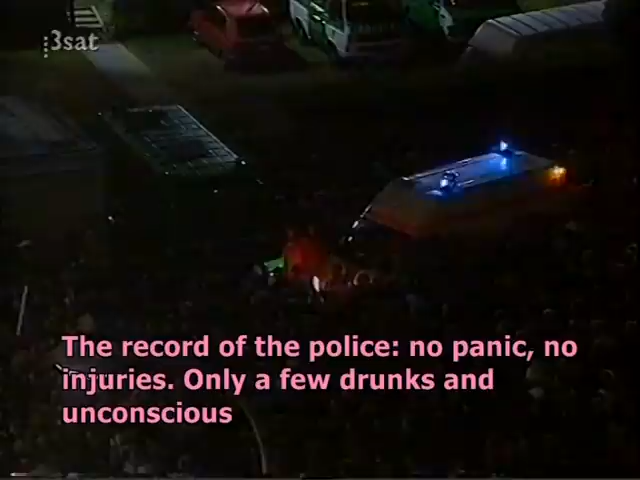 3sat
The record of the police: no panic, no
injuries. Only a few drunks and
unconscious